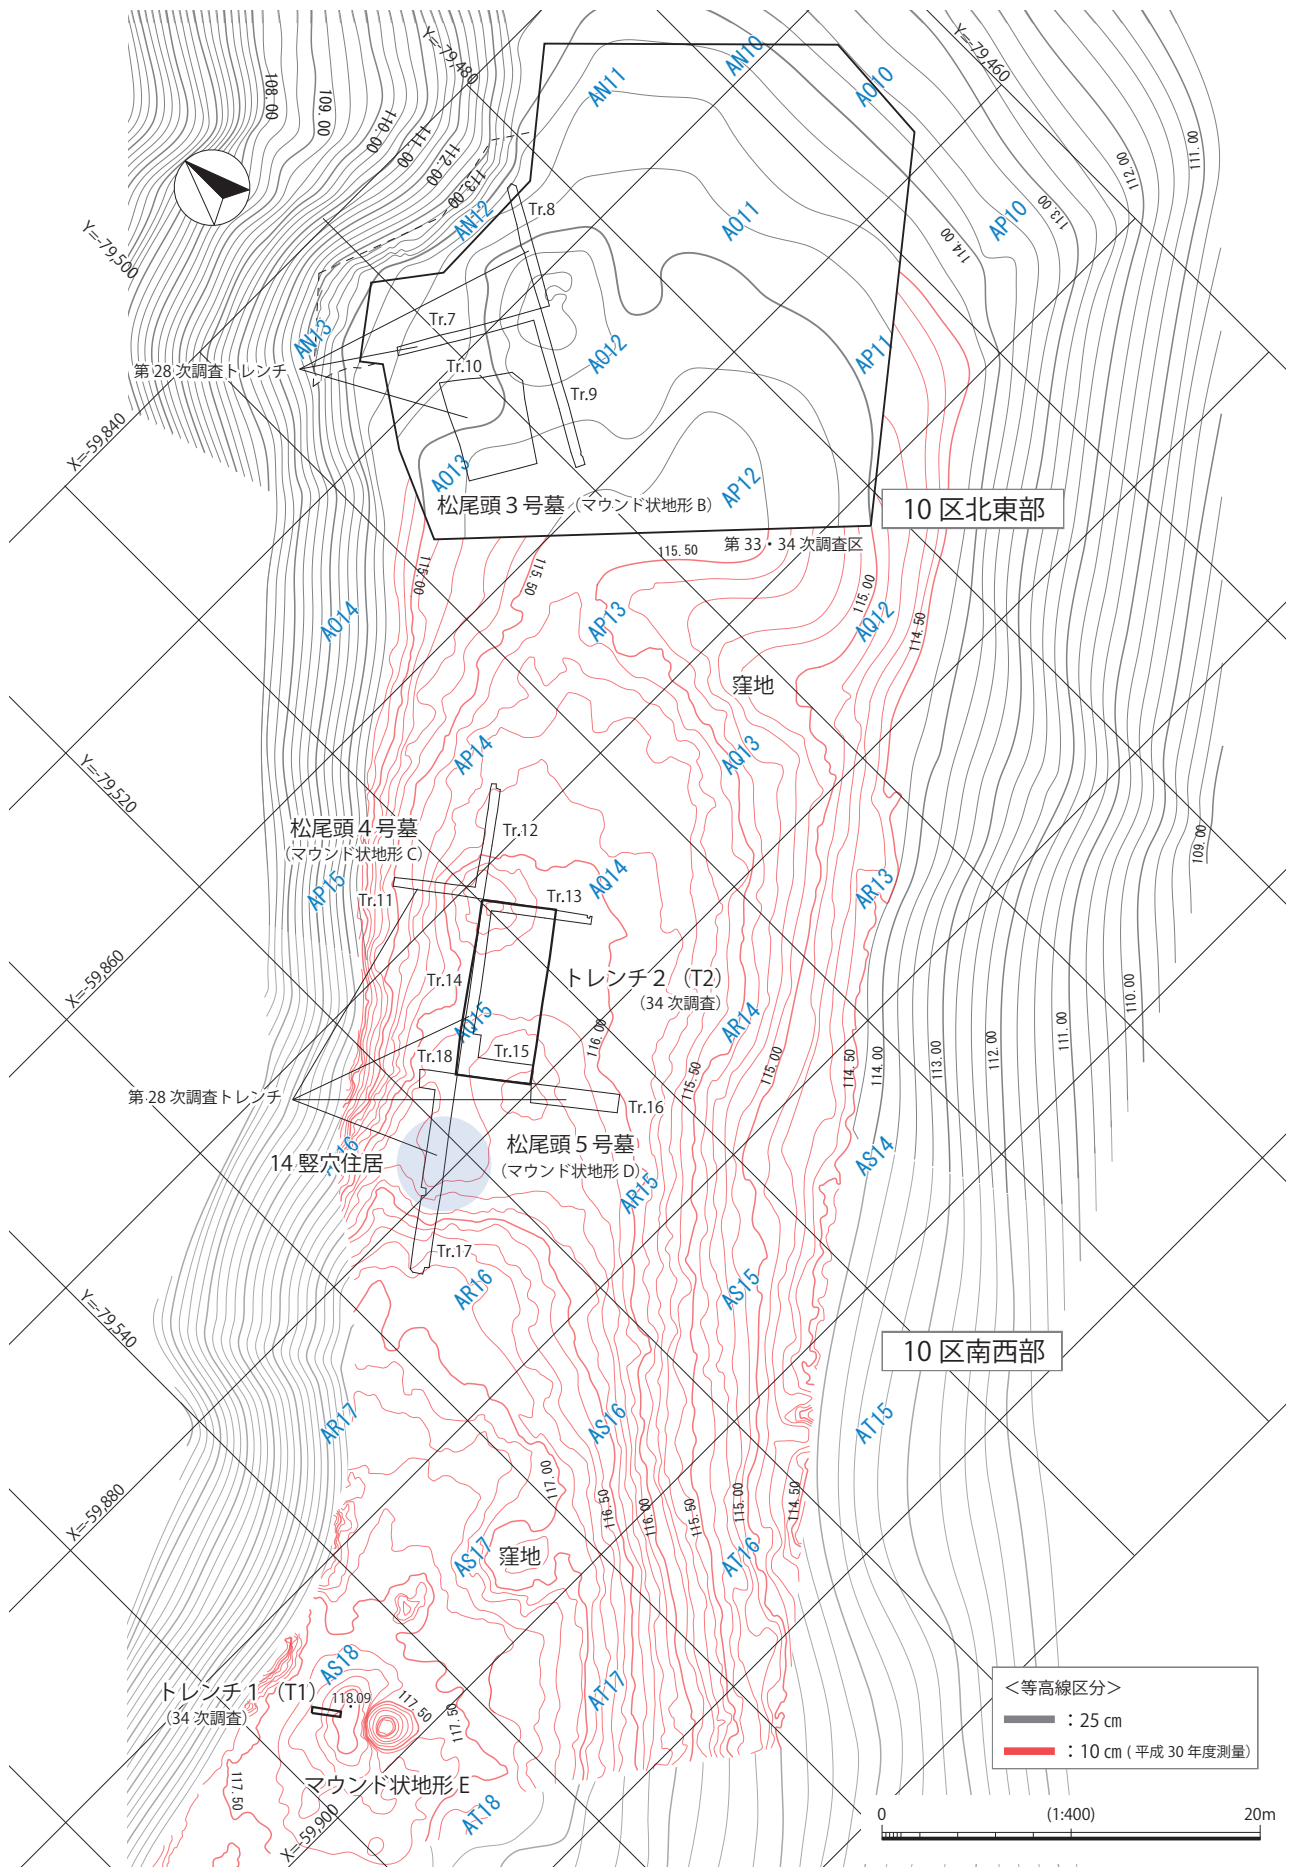 Y=-79,480
Y=-79,460
AN10
AN11
AO10
108.00
109.00
110.00
111.00
112.00
113.00
111.00
112.00
113.00
114.00
AN12
Tr.8
AO11
AP10
Y=-79,500
AN13
Tr.7
第28次調査トレンチ
Tr.10
AO12
AP11
Tr.9
X=-59,840
AO13
AP12
松尾頭3号墓(マウンド状地形B)
10区北東部
第33・34次調査区
115.50
115.00
115.50
115.00
114.50
AO14
AP13
AQ12
窪地
AP14
AQ13
Y=-79,520
松尾頭4号墓
(マウンド状地形C)
Tr.12
109.00
AP15
Tr.11
Tr.13
AQ14
AR13
X=-59,860
Tr.14
トレンチ2 (T2)
(34次調査)
AQ15
AR14
110.00
111.00
112.00
113.00
114.00
114.50
115.00
115.50
116.00
Tr.18
Tr.15
第28次調査トレンチ
Tr.16
松尾頭5号墓
(マウンド状地形D)
14竪穴住居
AS14
AR15
Tr.17
AR16
AS15
Y=-79,540
10区南西部
AR17
AS16
AT15
X=-59,880
117.00
116.50
116.00
115.50
115.00
114.50
AS17
窪地
AT16
AS18
トレンチ1 (T1)
(34次調査)
118.09
117.50
117.50
117.50
AT17
マウンド状地形E
X=-59,900
AT18
<等高線区分>
:25㎝
:10㎝(平成30年度測量)
0
(1:400)
20m